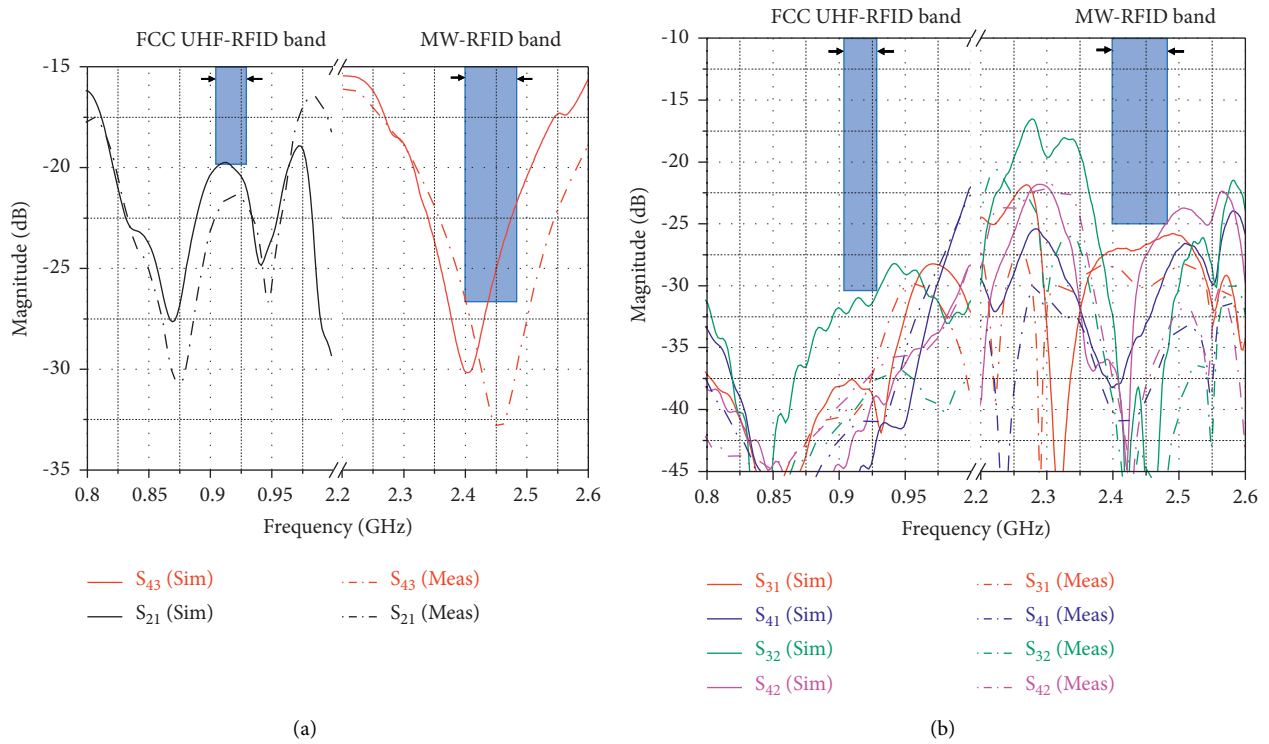 FCC UHF-RFID band MW-RFID band
-15
-20
-25
-30
-35
Magnitude (dB)
0.8 0.85 0.9 0.95 2.2 2.3 2.4 2.5 2.6
Frequency (GHz)
S43 (Sim) S43 (Meas)
S21 (Sim) S21 (Meas)
(a)
FCC UHF-RFID band MW-RFID band
-10
-15
-20
-25
-30
-35
-40
-45
Magnitude (dB)
0.8 0.85 0.9 0.95 2.2 2.3 2.4 2.5 2.6
Frequency (GHz)
S31 (Sim) S31 (Meas)
S41 (Sim) S41 (Meas)
S32 (Sim) S32 (Meas)
S42 (Sim) S42 (Meas)
(b)